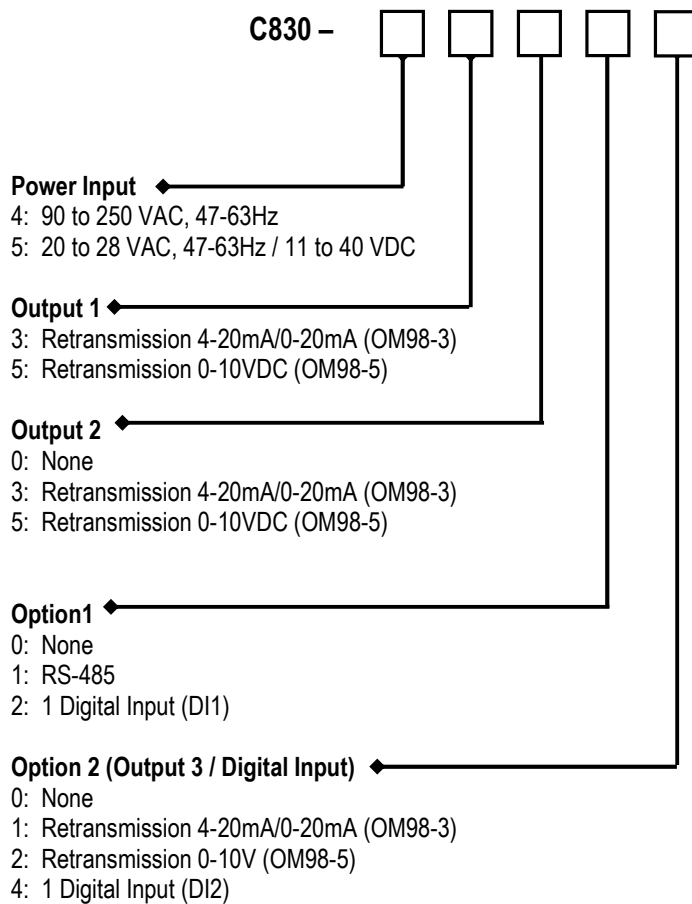 C830 –
Power Input
4: 90 to 250 VAC, 47-63Hz
5: 20 to 28 VAC, 47-63Hz / 11 to 40 VDC
Output 1
3: Retransmission 4-20mA/0-20mA (OM98-3)
5: Retransmission 0-10VDC (OM98-5)
Output 2
0: None
3: Retransmission 4-20mA/0-20mA (OM98-3)
5: Retransmission 0-10VDC (OM98-5)
Option1
0: None
1: RS-485
2: 1 Digital Input (DI1)
Option 2 (Output 3 / Digital Input)
0: None
1: Retransmission 4-20mA/0-20mA (OM98-3)
2: Retransmission 0-10V (OM98-5)
4: 1 Digital Input (DI2)